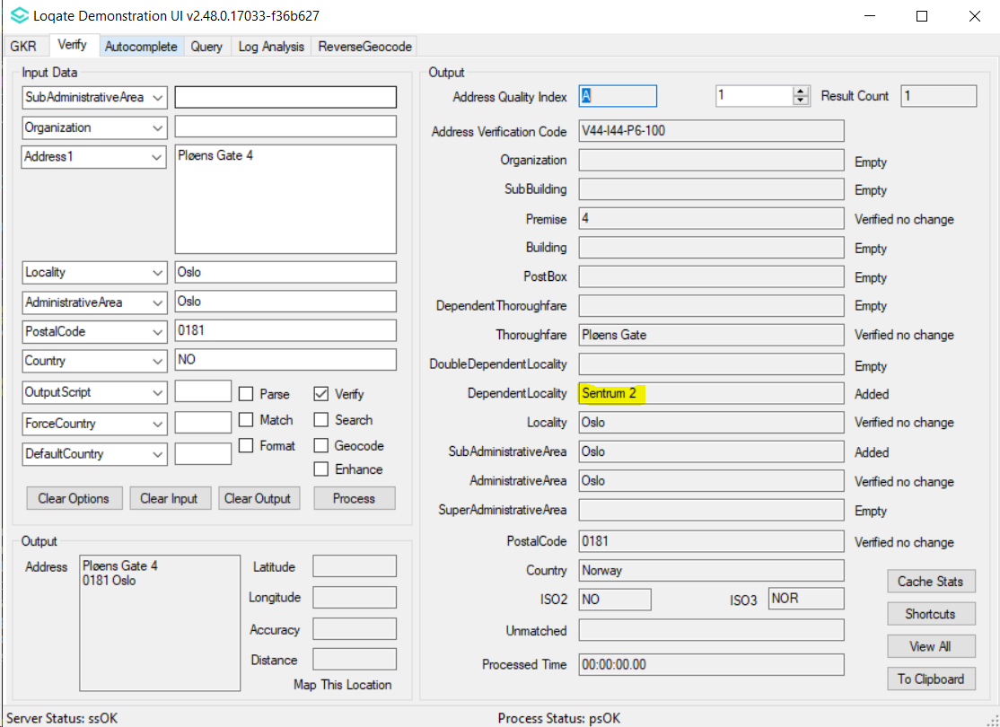 Loqate Demonstration UI v2.48.0.17033-f36b627
GKR Verify Autocomplete Query Log Analysis ReverseGeocode
Input Data
SubAdministrativeArea
Organization
Address1 Pløens Gate 4
Locality Oslo
AdministrativeArea Oslo
PostalCode 0181
Country NO
OutputScript Parse Verify
ForceCountry Match Search
DefaultCountry Format Geocode
Enhance
Clear Options Clear Input Clear Output Process
Output
Address Pløens Gate 4
0181 Oslo
Latitude
Longitude
Accuracy
Distance
Map This Location
Output
Address Quality Index A 1 Result Count 1
Address Verification Code V44-I44-P6-100
Organization Empty
SubBuilding Empty
Premise 4 Verified no change
Building Empty
PostBox Empty
DependentThoroughfare Empty
Thoroughfare Pløens Gate Verified no change
DoubleDependentLocality Empty
DependentLocality Sentrum 2 Added
Locality Oslo Verified no change
SubAdministrativeArea Oslo Added
AdministrativeArea Oslo Verified no change
SuperAdministrativeArea Empty
PostalCode 0181 Verified no change
Country Norway
ISO2 NO ISO3 NOR
Unmatched
Processed Time 00:00:00.00
Cache Stats
Shortcuts
View All
To Clipboard
Server Status: ssOK Process Status: psOK